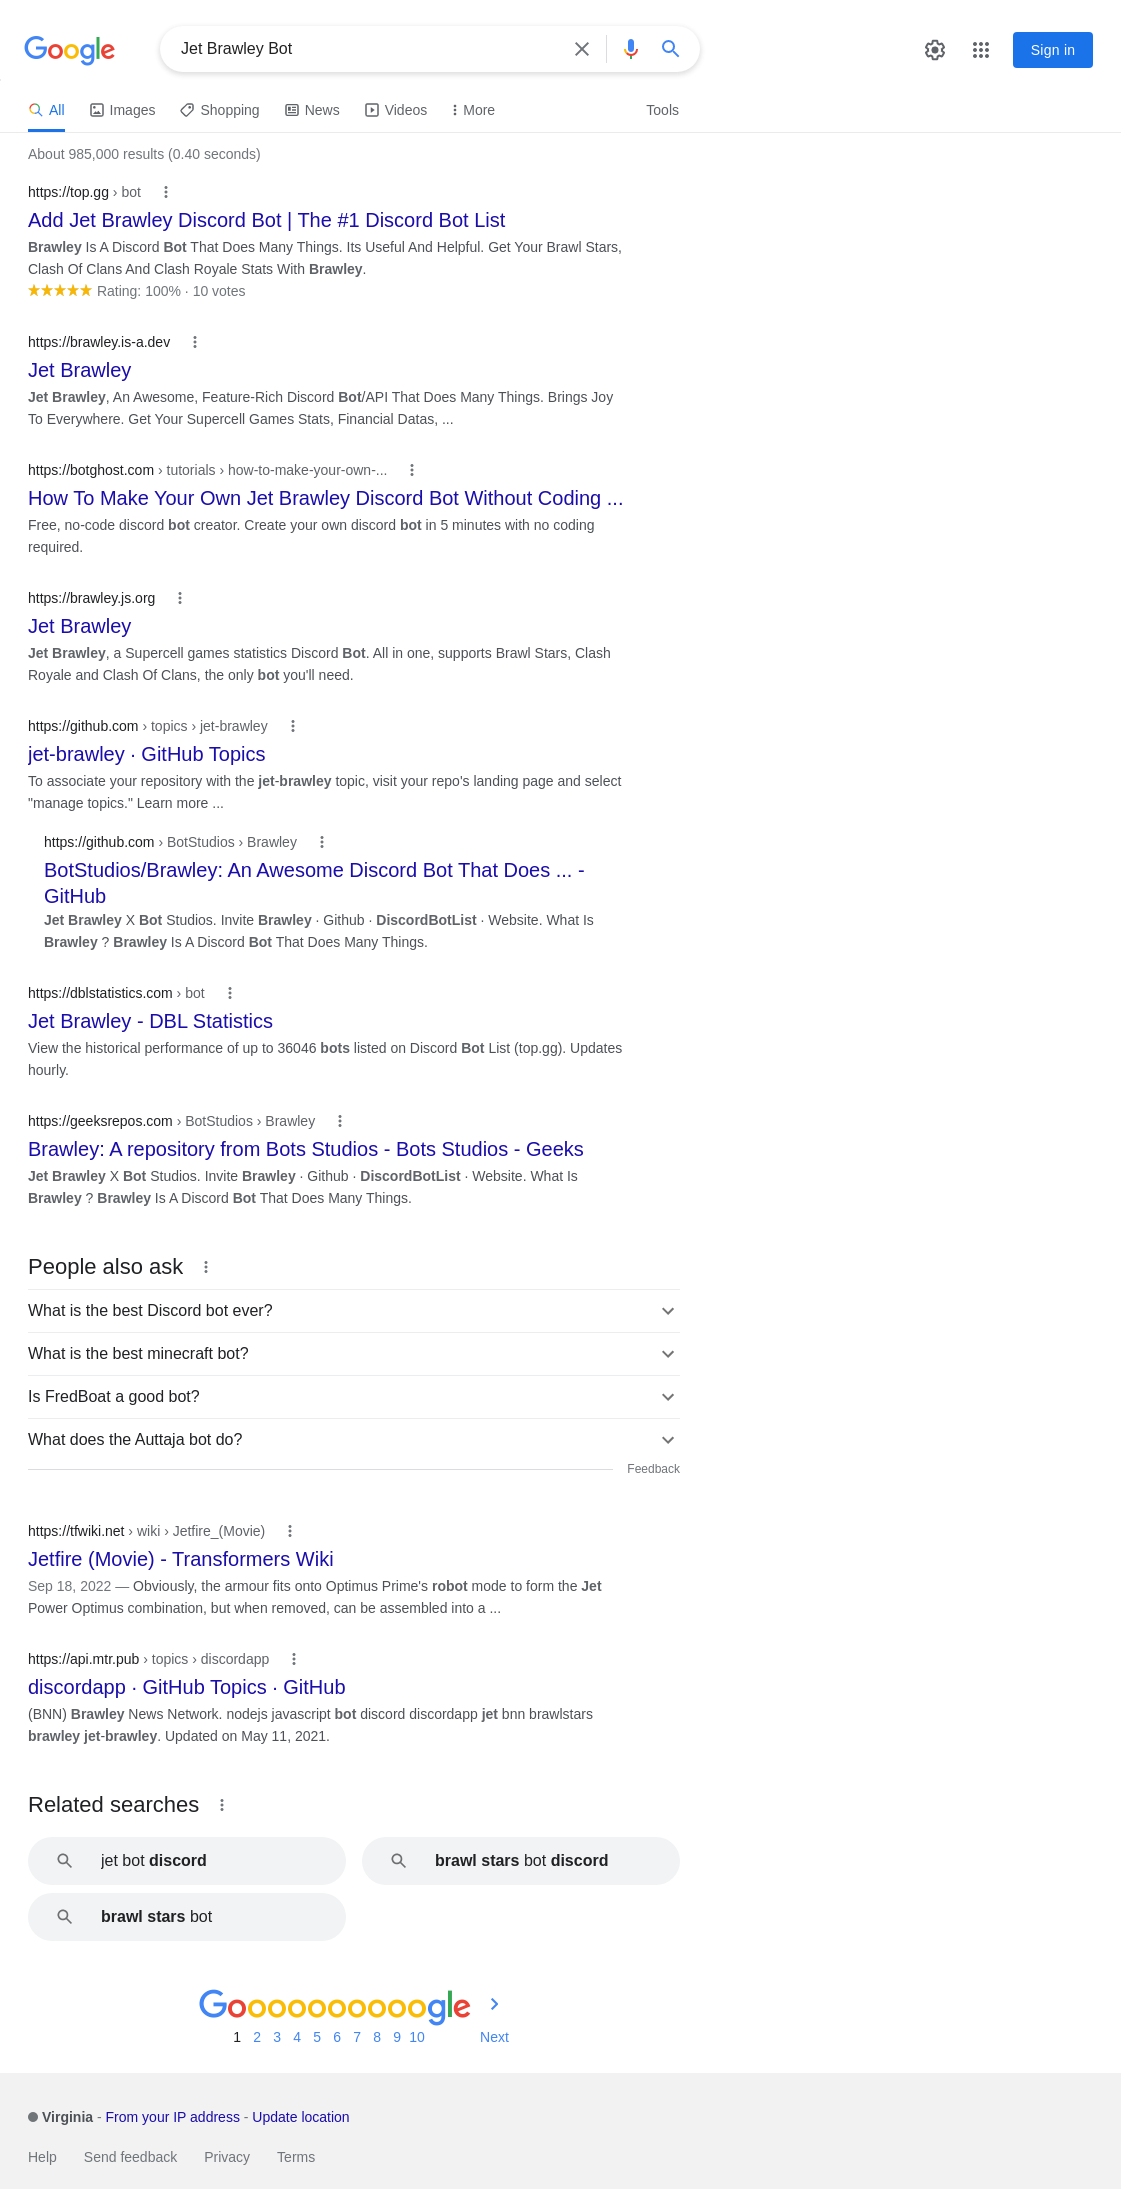 Google
Jet Brawley Bot
Sign in
All Images Shopping News Videos More Tools
About 985,000 results (0.40 seconds)
https://top.gg › bot
Add Jet Brawley Discord Bot | The #1 Discord Bot List
Brawley Is A Discord Bot That Does Many Things. Its Useful And Helpful. Get Your Brawl Stars,
Clash Of Clans And Clash Royale Stats With Brawley.
Rating: 100% · 10 votes
https://brawley.is-a.dev
Jet Brawley
Jet Brawley, An Awesome, Feature-Rich Discord Bot/API That Does Many Things. Brings Joy
To Everywhere. Get Your Supercell Games Stats, Financial Datas, ...
https://botghost.com › tutorials › how-to-make-your-own-...
How To Make Your Own Jet Brawley Discord Bot Without Coding ...
Free, no-code discord bot creator. Create your own discord bot in 5 minutes with no coding
required.
https://brawley.js.org
Jet Brawley
Jet Brawley, a Supercell games statistics Discord Bot. All in one, supports Brawl Stars, Clash
Royale and Clash Of Clans, the only bot you'll need.
https://github.com › topics › jet-brawley
jet-brawley · GitHub Topics
To associate your repository with the jet-brawley topic, visit your repo's landing page and select
"manage topics." Learn more ...
https://github.com › BotStudios › Brawley
BotStudios/Brawley: An Awesome Discord Bot That Does ... -
GitHub
Jet Brawley X Bot Studios. Invite Brawley · Github · DiscordBotList · Website. What Is
Brawley ? Brawley Is A Discord Bot That Does Many Things.
https://dblstatistics.com › bot
Jet Brawley - DBL Statistics
View the historical performance of up to 36046 bots listed on Discord Bot List (top.gg). Updates
hourly.
https://geeksrepos.com › BotStudios › Brawley
Brawley: A repository from Bots Studios - Bots Studios - Geeks
Jet Brawley X Bot Studios. Invite Brawley · Github · DiscordBotList · Website. What Is
Brawley ? Brawley Is A Discord Bot That Does Many Things.
People also ask
What is the best Discord bot ever?
What is the best minecraft bot?
Is FredBoat a good bot?
What does the Auttaja bot do?
Feedback
https://tfwiki.net › wiki › Jetfire_(Movie)
Jetfire (Movie) - Transformers Wiki
Sep 18, 2022 — Obviously, the armour fits onto Optimus Prime's robot mode to form the Jet
Power Optimus combination, but when removed, can be assembled into a ...
https://api.mtr.pub › topics › discordapp
discordapp · GitHub Topics · GitHub
(BNN) Brawley News Network. nodejs javascript bot discord discordapp jet bnn brawlstars
brawley jet-brawley. Updated on May 11, 2021.
Related searches
jet bot discord
brawl stars bot discord
brawl stars bot
Goooooooooogle
1 2 3 4 5 6 7 8 9 10 Next
Virginia - From your IP address - Update location
Help Send feedback Privacy Terms